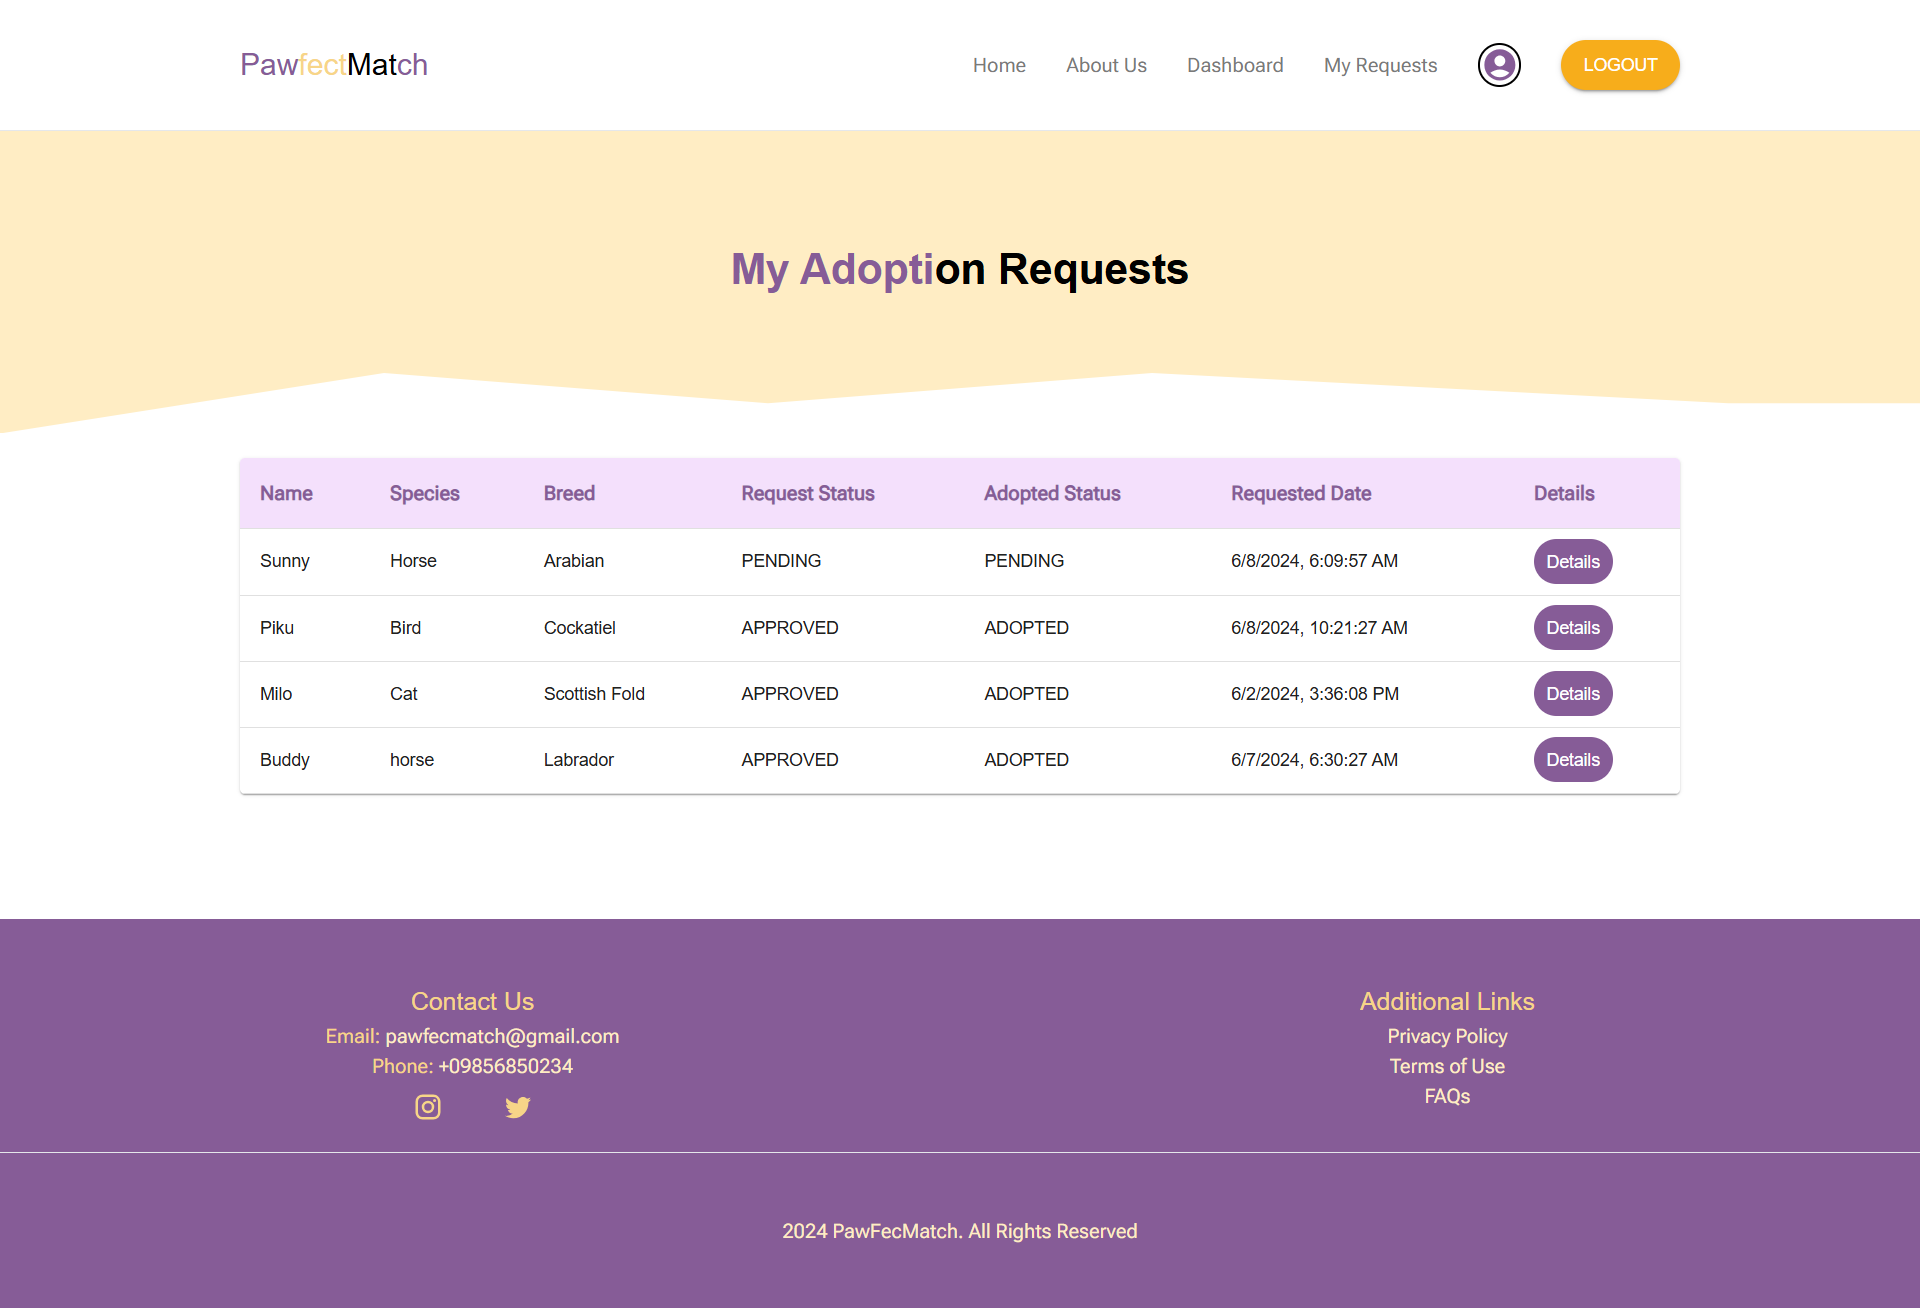 PawfectMatch
Home About Us Dashboard My Requests LOGOUT
My Adoption Requests
Name Species Breed Request Status Adopted Status Requested Date Details
Sunny Horse Arabian PENDING PENDING 6/8/2024, 6:09:57 AM Details
Piku Bird Cockatiel APPROVED ADOPTED 6/8/2024, 10:21:27 AM Details
Milo Cat Scottish Fold APPROVED ADOPTED 6/2/2024, 3:36:08 PM Details
Buddy horse Labrador APPROVED ADOPTED 6/7/2024, 6:30:27 AM Details
Contact Us
Email: pawfecmatch@gmail.com
Phone: +09856850234
Additional Links
Privacy Policy
Terms of Use
FAQs
2024 PawFecMatch. All Rights Reserved